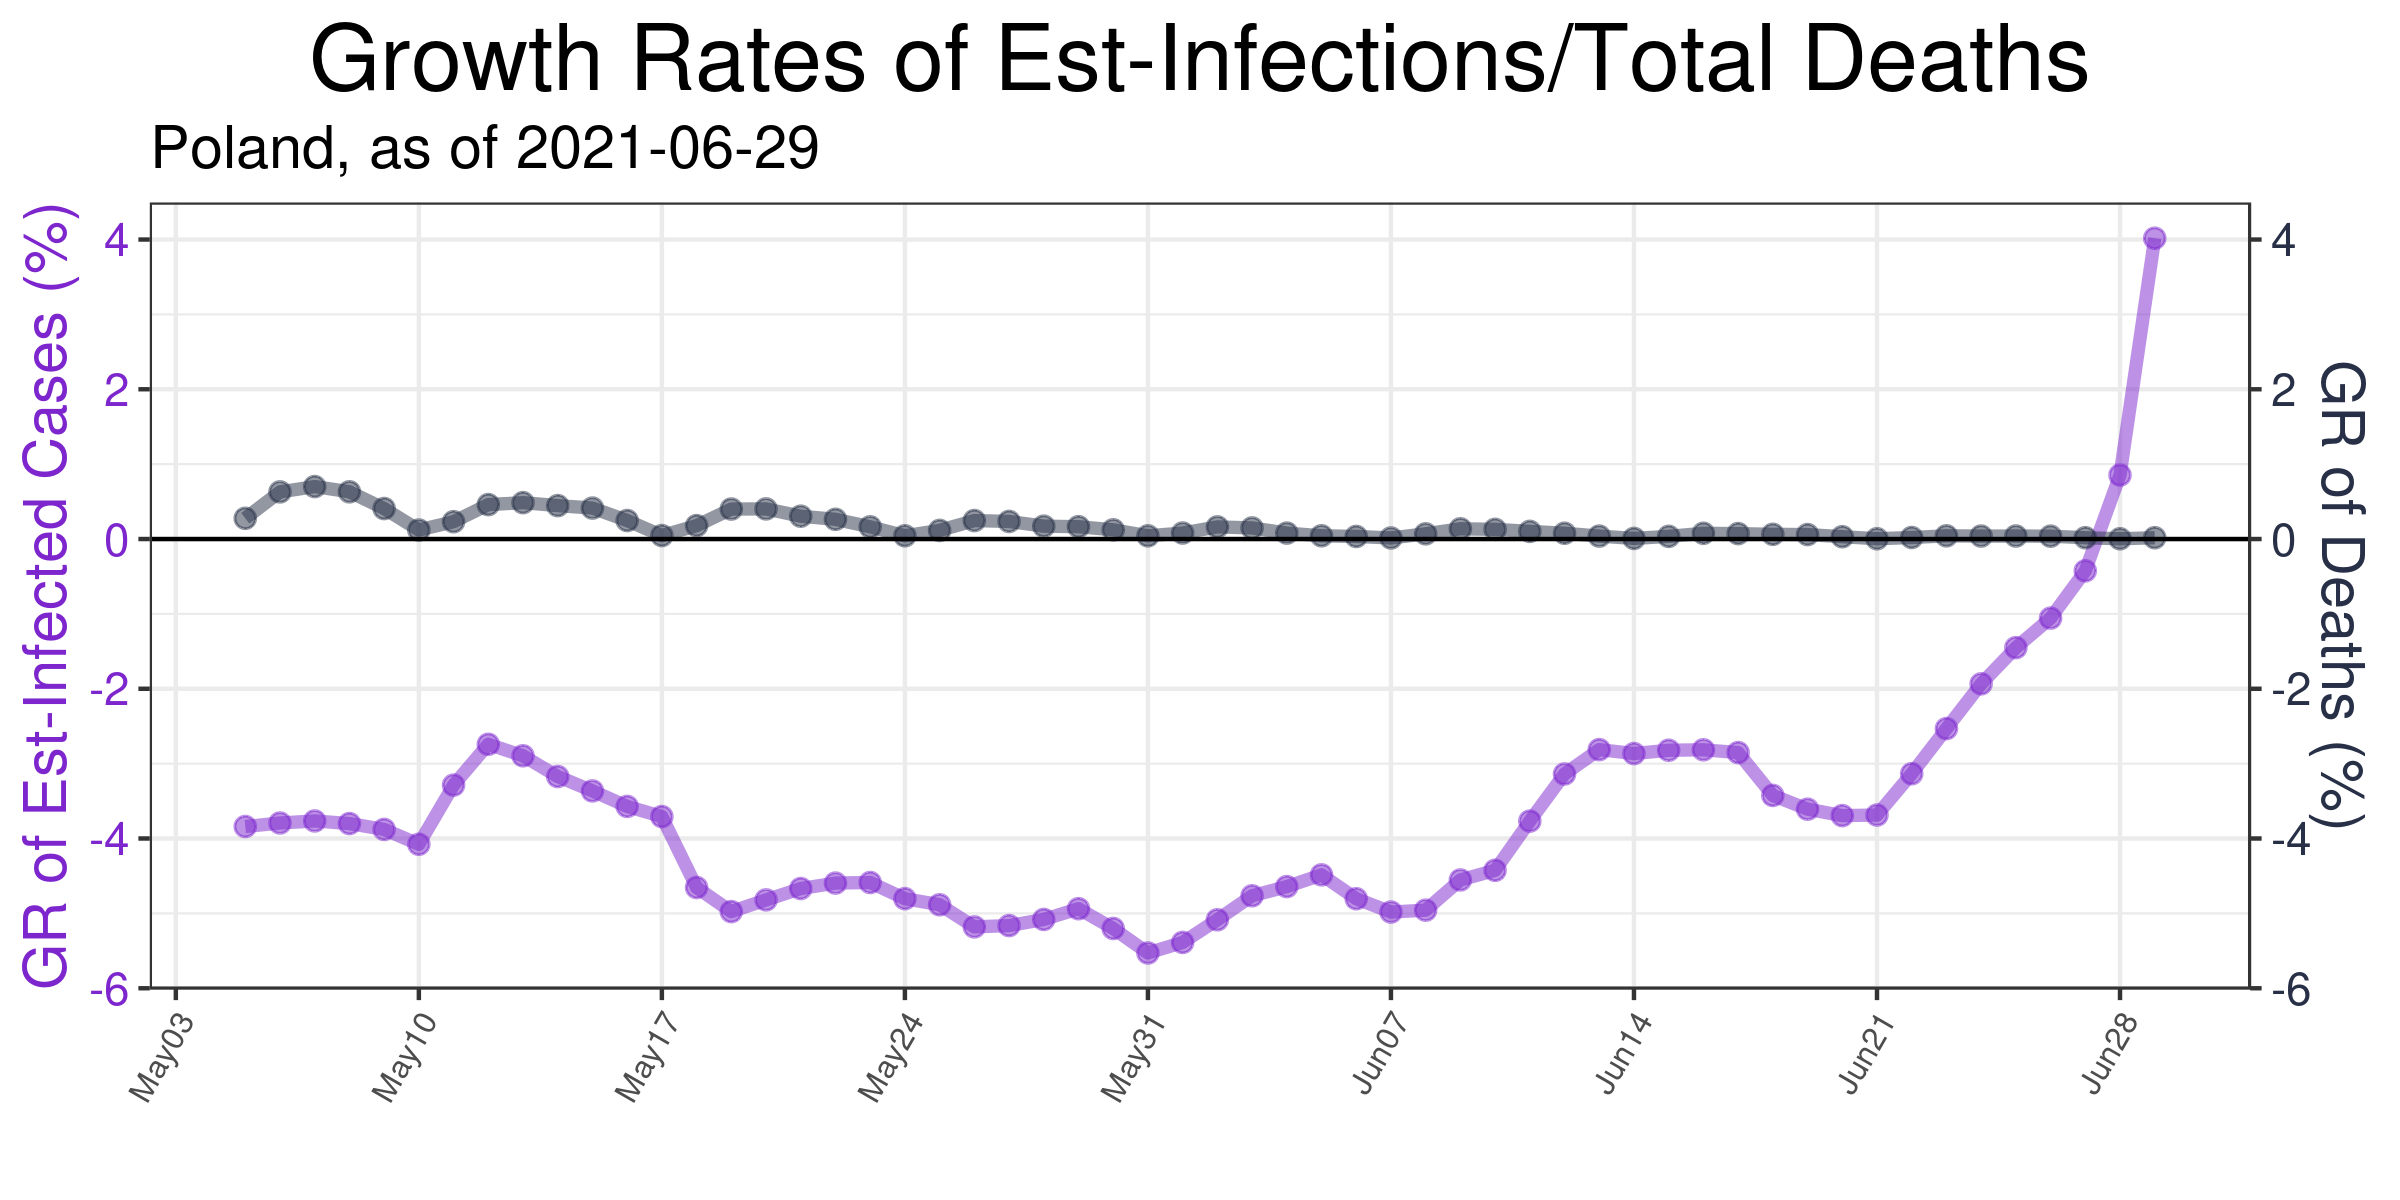 Growth Rates of Est-Infections/Total Deaths
Poland, as of 2021-06-29
GR of Est-Infected Cases (%)
4
2
0
-2
-4
-6
4
2
0
-2
-4
-6
GR of Deaths (%)
May03
May10
May17
May24
May31
Jun07
Jun14
Jun21
Jun28